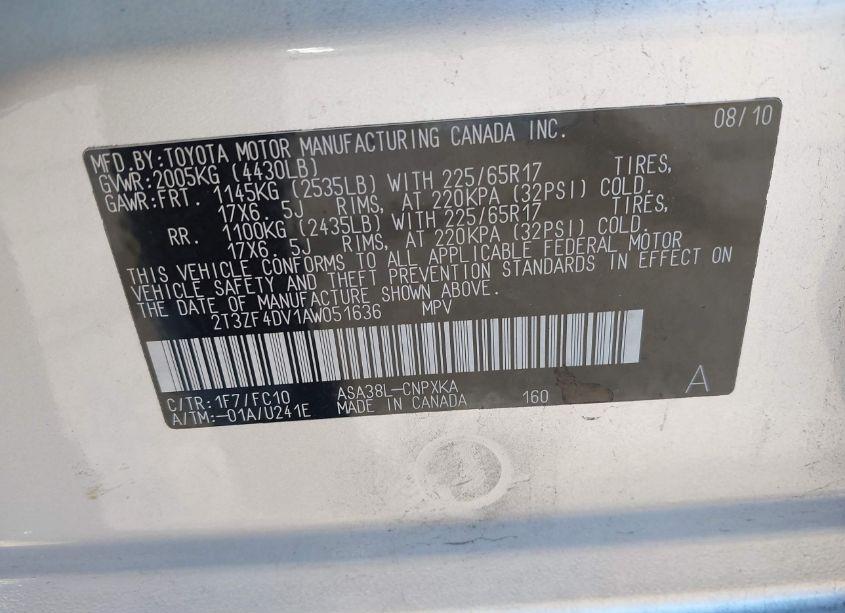 08/10
MFD.BY:TOYOTA MOTOR MANUFACTURING CANADA INC.
GVWR:2005KG (4430LB)
GAWR:FRT. 1145KG (2535LB) WITH 225/65R17 TIRES,
17X6. 5J RIMS, AT 220KPA (32PSI) COLD.
RR. 1100KG (2435LB) WITH 225/65R17 TIRES,
17X6. 5J RIMS, AT 220KPA (32PSI) COLD.
THIS VEHICLE CONFORMS TO ALL APPLICABLE FEDERAL MOTOR
VEHICLE SAFETY AND THEFT PREVENTION STANDARDS IN EFFECT ON
THE DATE OF MANUFACTURE SHOWN ABOVE.
2T3ZF4DV1AW051636 MPV
C/TR:1F7/FC10 ASA38L-CNPXKA 160 A
A/TM:-01A/U241E MADE IN CANADA